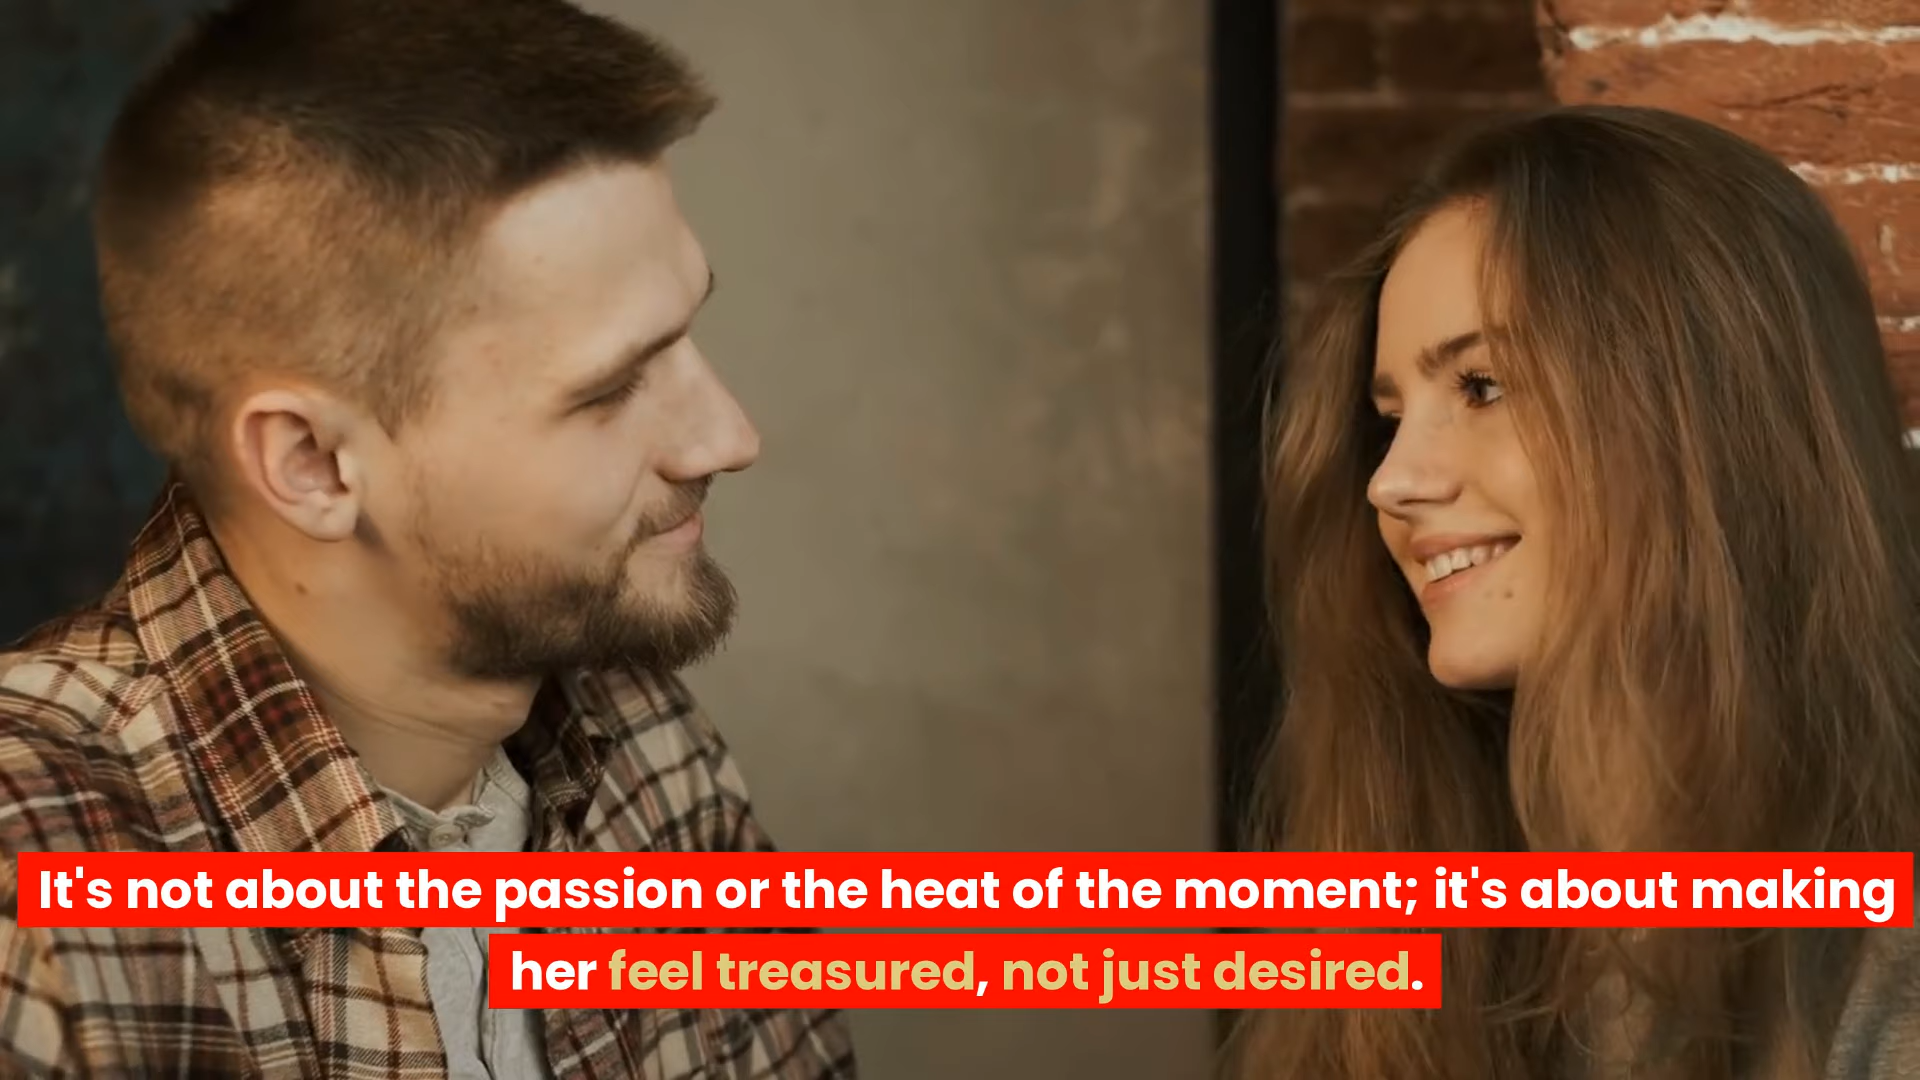 It's not about the passion or the heat of the moment; it's about making
her feel treasured, not just desired.